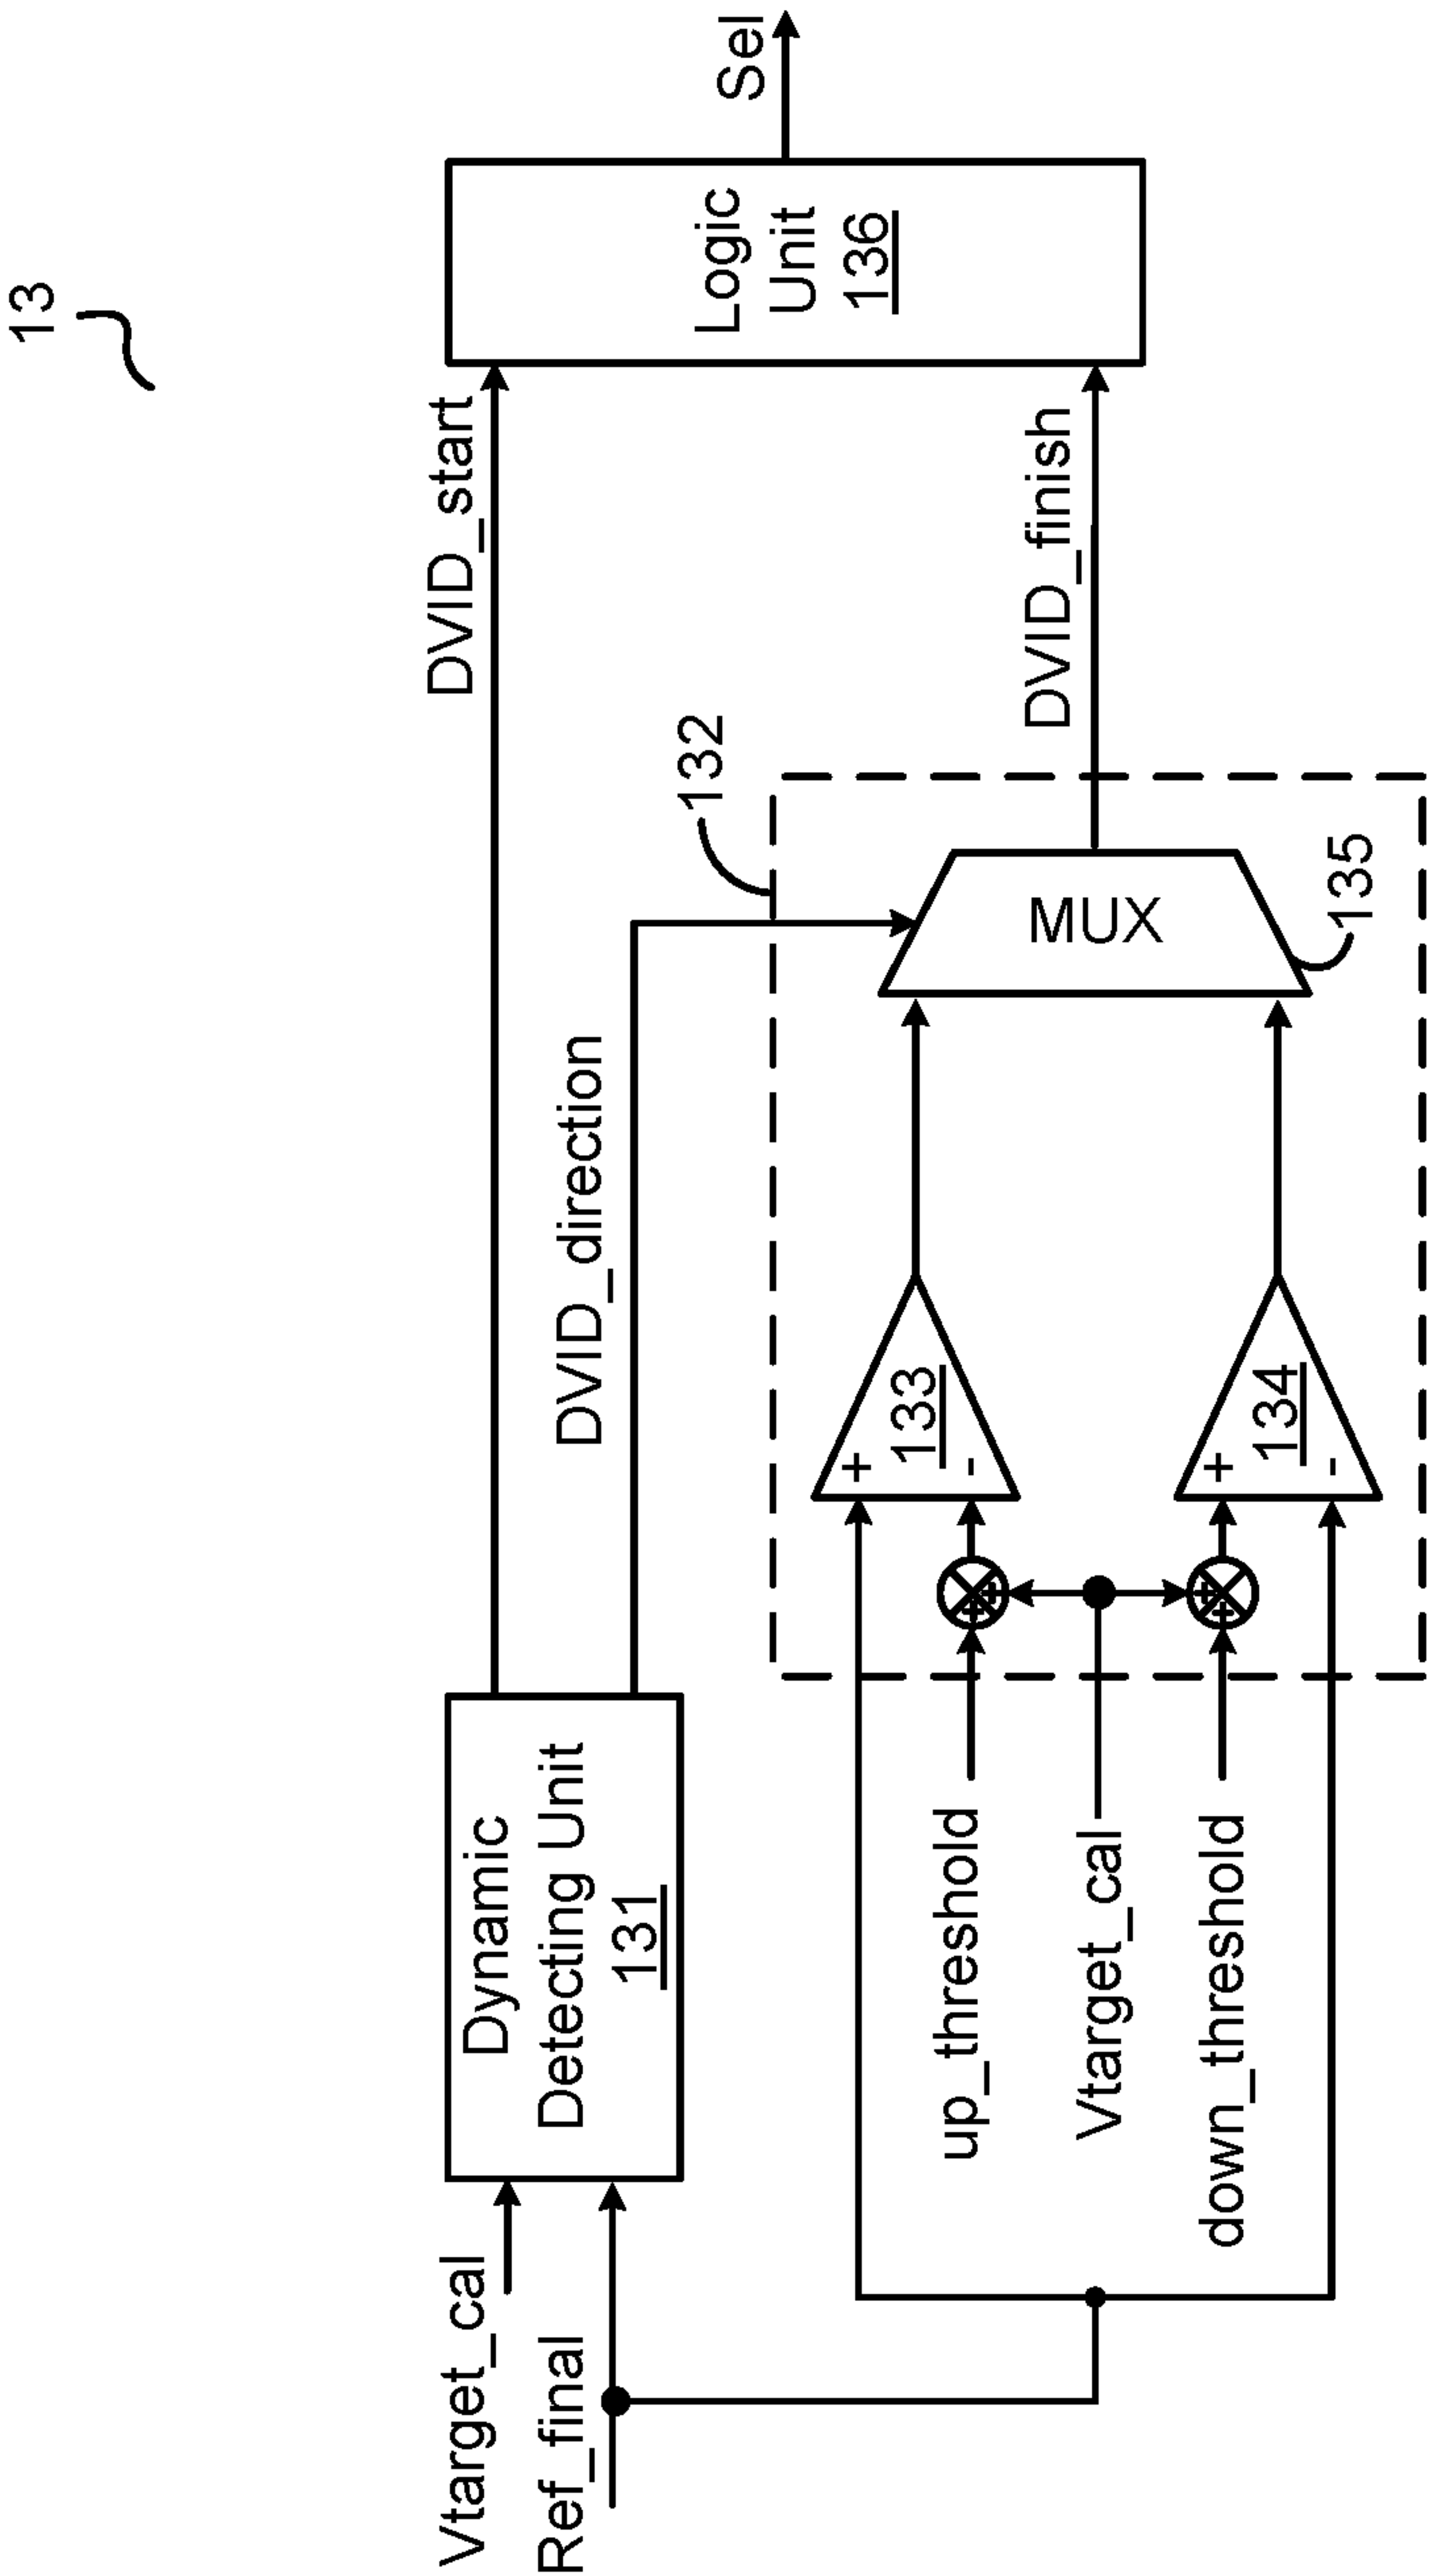 13
Vtarget_cal
Ref_final
Dynamic
Detecting Unit
131
DVID_start
DVID_direction
132
up_threshold
Vtarget_cal
down_threshold
+
+
+
+
+
-
133
+
-
134
MUX
135
DVID_finish
Logic
Unit
136
Sel